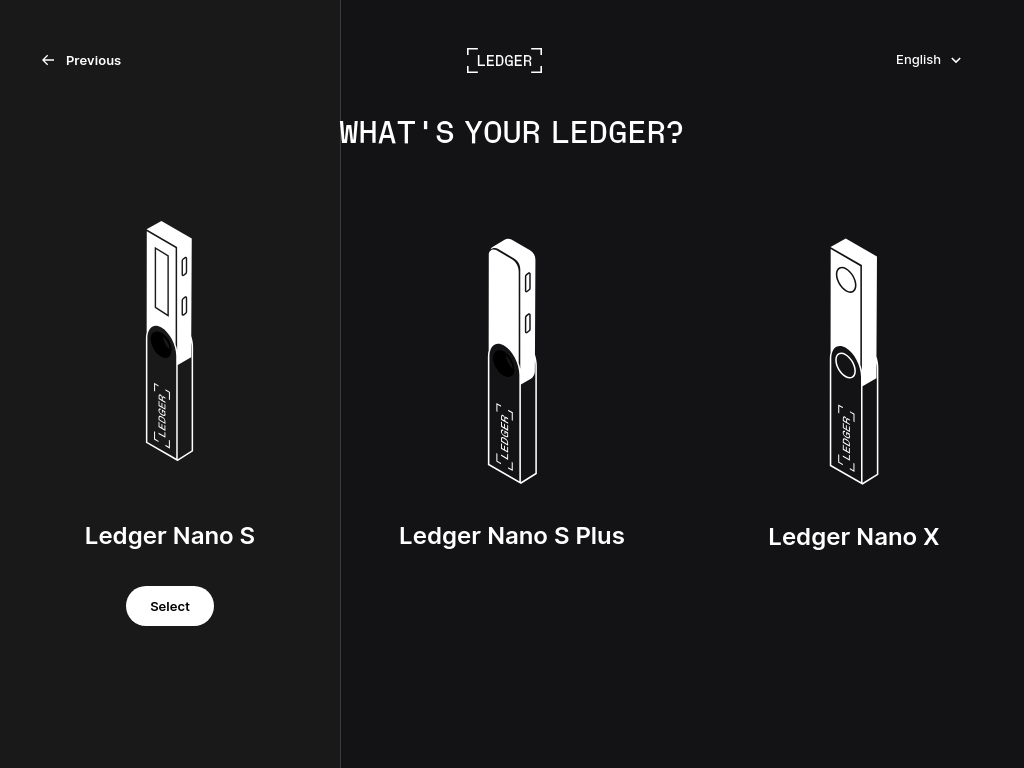 Previous
LEDGER
English
WHAT'S YOUR LEDGER?
LEDGER
LEDGER
LEDGER
Ledger Nano S
Ledger Nano S Plus
Ledger Nano X
Select